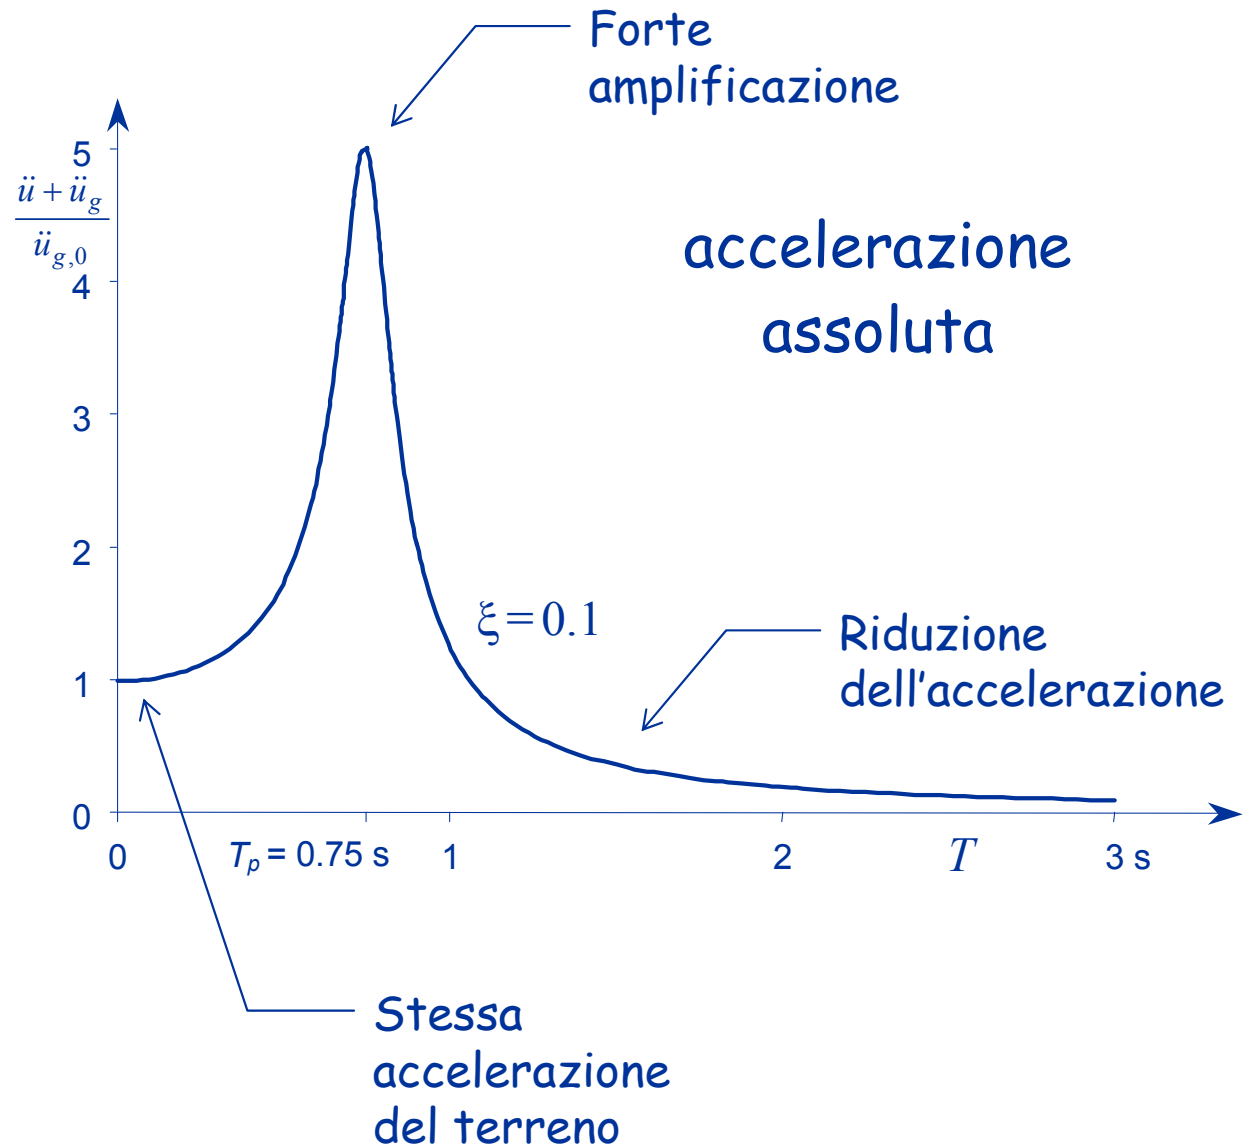 Forte
amplificazione
5
ü + ü_g
ü_{g,0}
4
accelerazione
assoluta
3
2
ξ=0.1
Riduzione
dell'accelerazione
1
0
0 T_p = 0.75 s 1 2 T 3 s
Stessa
accelerazione
del terreno